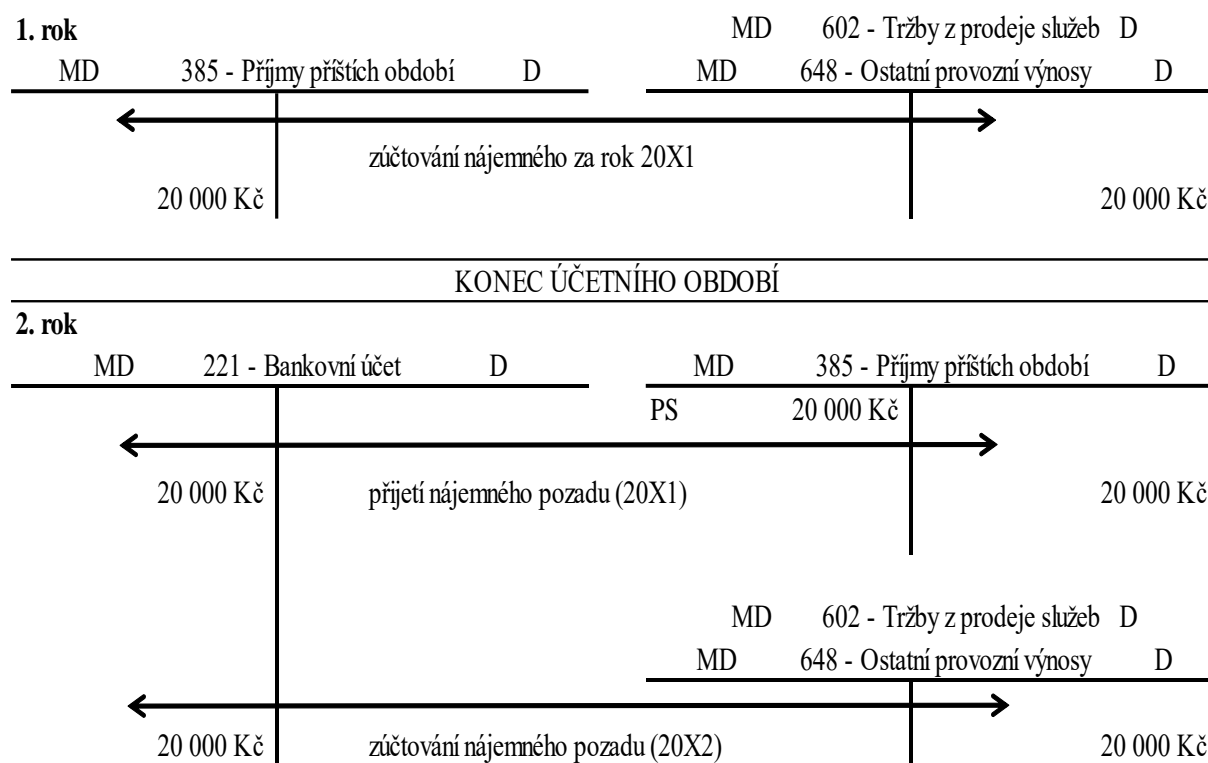 1. rok
MD 602 - Tržby z prodeje služeb D
MD 385 - Příjmy příštích období D MD 648 - Ostatní provozní výnosy D
zúčtování nájemného za rok 20X1
20 000 Kč 20 000 Kč
KONEC ÚČETNÍHO OBDOBÍ
2. rok
MD 221 - Bankovní účet D MD 385 - Příjmy příštích období D
PS 20 000 Kč
20 000 Kč přijetí nájemného pozadu (20X1) 20 000 Kč
MD 602 - Tržby z prodeje služeb D
MD 648 - Ostatní provozní výnosy D
20 000 Kč zúčtování nájemného pozadu (20X2) 20 000 Kč